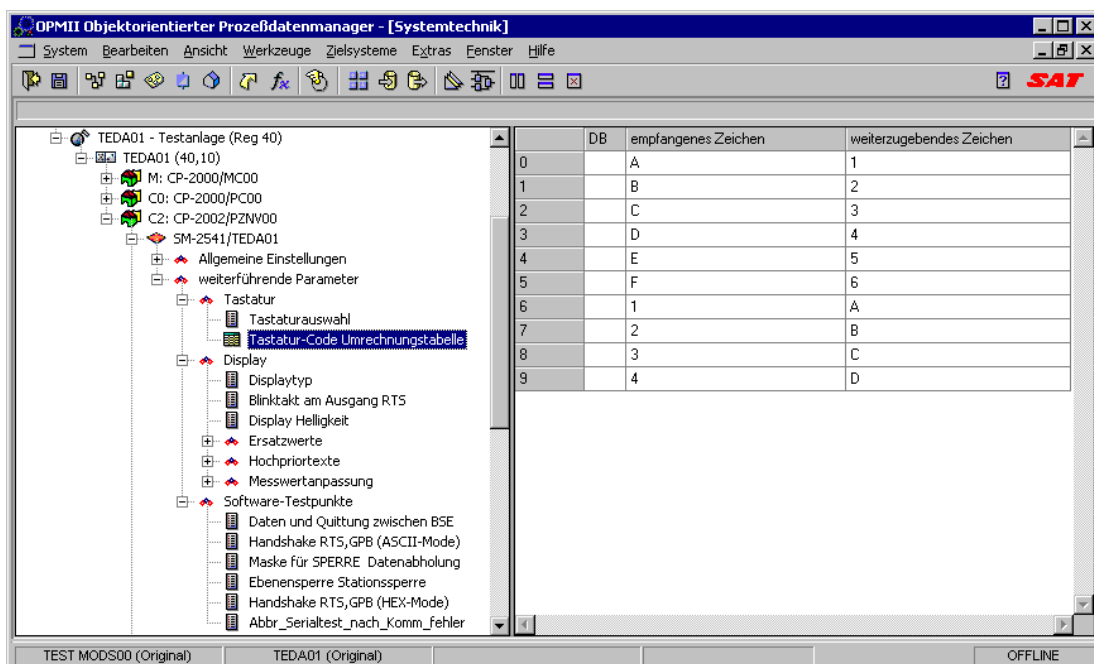 OPMII Objektorientierter Prozeßdatenmanager - [Systemtechnik]
System Bearbeiten Ansicht Werkzeuge Zielsysteme Extras Fenster Hilfe
SAT
TEDA01 - Testanlage (Reg 40)
TEDA01 (40,10)
M: CP-2000/MC00
C0: CP-2000/PC00
C2: CP-2002/PZNV00
SM-2541/TEDA01
Allgemeine Einstellungen
weiterführende Parameter
Tastatur
Tastaturauswahl
Tastatur-Code Umrechnungstabelle
Display
Displaytyp
Blinktakt am Ausgang RTS
Display Helligkeit
Ersatzwerte
Hochpriortexte
Messwertanpassung
Software-Testpunkte
Daten und Quittung zwischen BSE
Handshake RTS,GPB (ASCII-Mode)
Maske für SPERRE Datenabholung
Ebenensperre Stationssperre
Handshake RTS,GPB (HEX-Mode)
Abbr_Serialtest_nach_Komm_fehler
DB empfangenes Zeichen weiterzugebendes Zeichen
0 A 1
1 B 2
2 C 3
3 D 4
4 E 5
5 F 6
6 1 A
7 2 B
8 3 C
9 4 D
TEST MODS00 (Original) TEDA01 (Original) OFFLINE